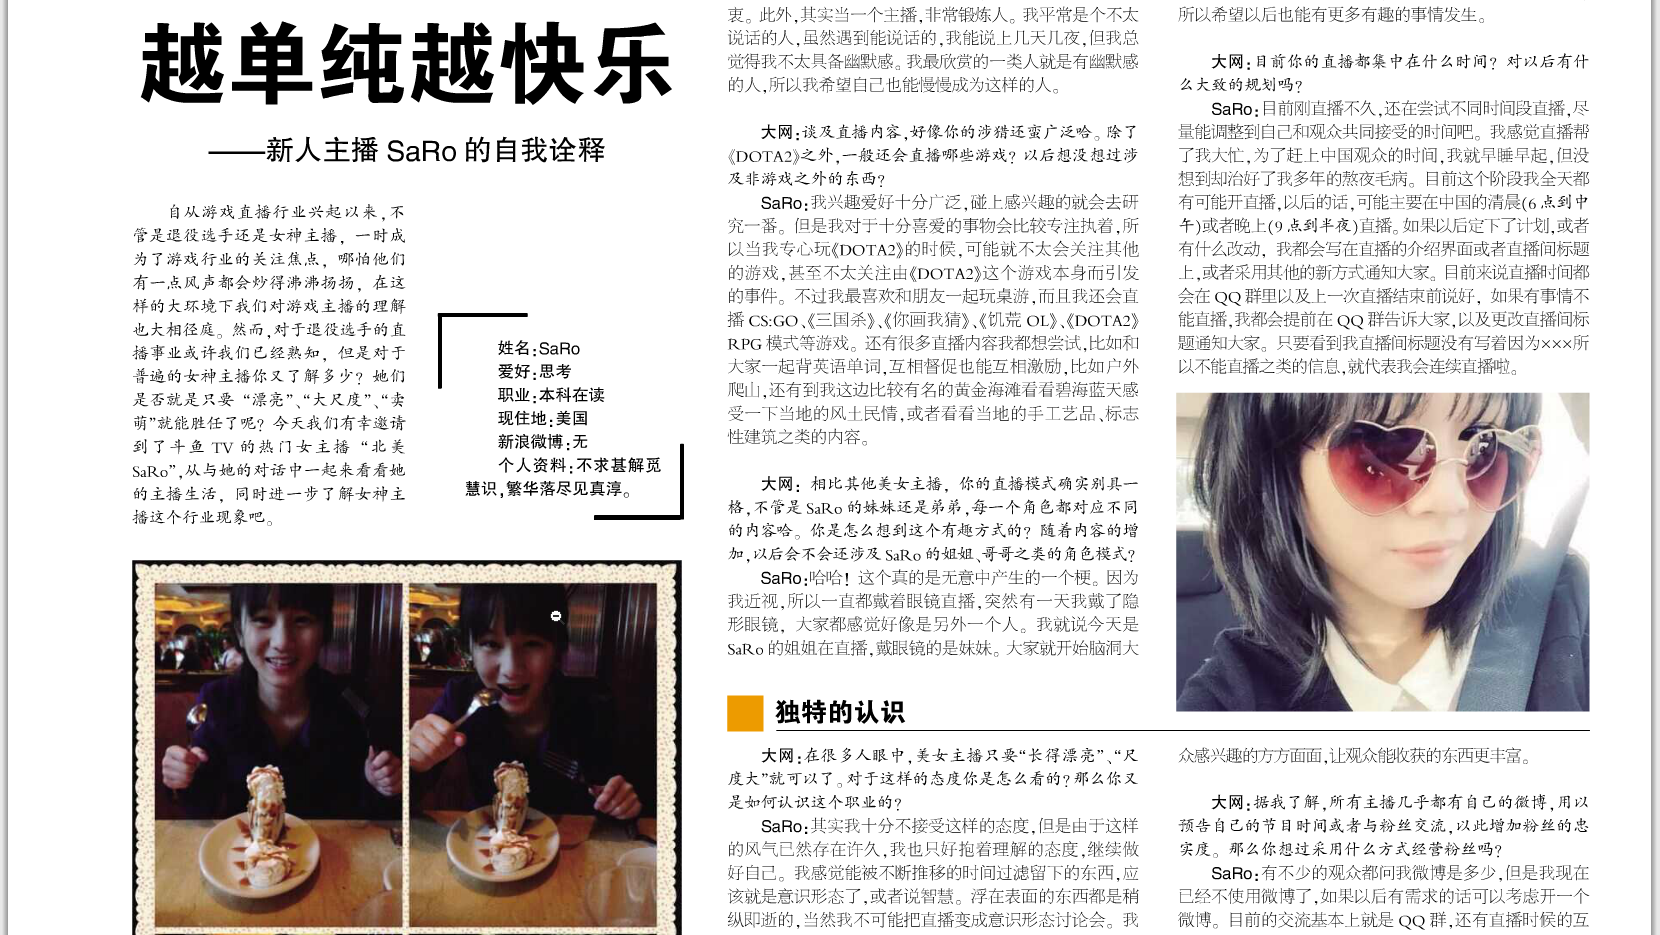 越单纯越快乐
——新人主播 SaRo 的自我诠释
自从游戏直播行业兴起以来,不
管是退役选手还是女神主播，一时成
为了游戏行业的关注焦点，哪怕他们
有一点风声都会炒得沸沸扬扬，在这
样的大环境下我们对游戏主播的理解
也大相径庭。然而,对于退役选手的直
播事业或许我们已经熟知，但是对于
普遍的女神主播你又了解多少？她们
是否就是只要“漂亮”、“大尺度”、“卖
萌”就能胜任了呢？今天我们有幸邀请
到了斗鱼 TV 的热门女主播“北美
SaRo”,从与她的对话中一起来看看她
的主播生活，同时进一步了解女神主
播这个行业现象吧。
姓名:SaRo
爱好:思考
职业:本科在读
现住地:美国
新浪微博:无
个人资料:不求甚解觅
慧识,繁华落尽见真淳。
衷。此外,其实当一个主播,非常锻炼人。我平常是个不太
说话的人,虽然遇到能说话的,我能说上几天几夜,但我总
觉得我不太具备幽默感。我最欣赏的一类人就是有幽默感
的人,所以我希望自己也能慢慢成为这样的人。
大网:谈及直播内容,好像你的涉猎还蛮广泛哈。除了
《DOTA2》之外,一般还会直播哪些游戏？以后想没想过涉
及非游戏之外的东西？
SaRo:我兴趣爱好十分广泛,碰上感兴趣的就会去研
究一番。但是我对于十分喜爱的事物会比较专注执着,所
以当我专心玩《DOTA2》的时候,可能就不太会关注其他
的游戏,甚至不太关注由《DOTA2》这个游戏本身而引发
的事件。不过我最喜欢和朋友一起玩桌游,而且我还会直
播 CS:GO、《三国杀》、《你画我猜》、《饥荒 OL》、《DOTA2》
RPG 模式等游戏。还有很多直播内容我都想尝试,比如和
大家一起背英语单词,互相督促也能互相激励,比如户外
爬山,还有到我这边比较有名的黄金海滩看看碧海蓝天感
受一下当地的风土民情,或者看看当地的手工艺品、标志
性建筑之类的内容。
大网：相比其他美女主播，你的直播模式确实别具一
格,不管是 SaRo 的妹妹还是弟弟,每一个角色都对应不同
的内容哈。你是怎么想到这个有趣方式的？随着内容的增
加,以后会不会还涉及 SaRo 的姐姐、哥哥之类的角色模式？
SaRo:哈哈！这个真的是无意中产生的一个梗。因为
我近视,所以一直都戴着眼镜直播,突然有一天我戴了隐
形眼镜，大家都感觉好像是另外一个人。我就说今天是
SaRo 的姐姐在直播,戴眼镜的是妹妹。大家就开始脑洞大
所以希望以后也能有更多有趣的事情发生。
大网:目前你的直播都集中在什么时间？对以后有什
么大致的规划吗？
SaRo:目前刚直播不久,还在尝试不同时间段直播,尽
量能调整到自己和观众共同接受的时间吧。我感觉直播帮
了我大忙,为了赶上中国观众的时间,我就早睡早起,但没
想到却治好了我多年的熬夜毛病。目前这个阶段我全天都
有可能开直播,以后的话,可能主要在中国的清晨(6 点到中
午)或者晚上(9 点到半夜)直播。如果以后定下了计划,或者
有什么改动，我都会写在直播的介绍界面或者直播间标题
上,或者采用其他的新方式通知大家。目前来说直播时间都
会在 QQ 群里以及上一次直播结束前说好，如果有事情不
能直播,我都会提前在 QQ 群告诉大家,以及更改直播间标
题通知大家。只要看到我直播间标题没有写着因为×××所
以不能直播之类的信息,就代表我会连续直播啦。
独特的认识
大网:在很多人眼中,美女主播只要“长得漂亮”、“尺
度大”就可以了。对于这样的态度你是怎么看的?那么你又
是如何认识这个职业的？
SaRo:其实我十分不接受这样的态度,但是由于这样
的风气已然存在许久,我也只好抱着理解的态度,继续做
好自己。我感觉能被不断推移的时间过滤留下的东西,应
该就是意识形态了,或者说智慧。浮在表面的东西都是稍
纵即逝的,当然我不可能把直播变成意识形态讨论会。我
众感兴趣的方方面面,让观众能收获的东西更丰富。
大网:据我了解,所有主播几乎都有自己的微博,用以
预告自己的节目时间或者与粉丝交流,以此增加粉丝的忠
实度。那么你想过采用什么方式经营粉丝吗？
SaRo:有不少的观众都问我微博是多少,但是我现在
已经不使用微博了,如果以后有需求的话可以考虑开一个
微博。目前的交流基本上就是 QQ 群,还有直播时候的互